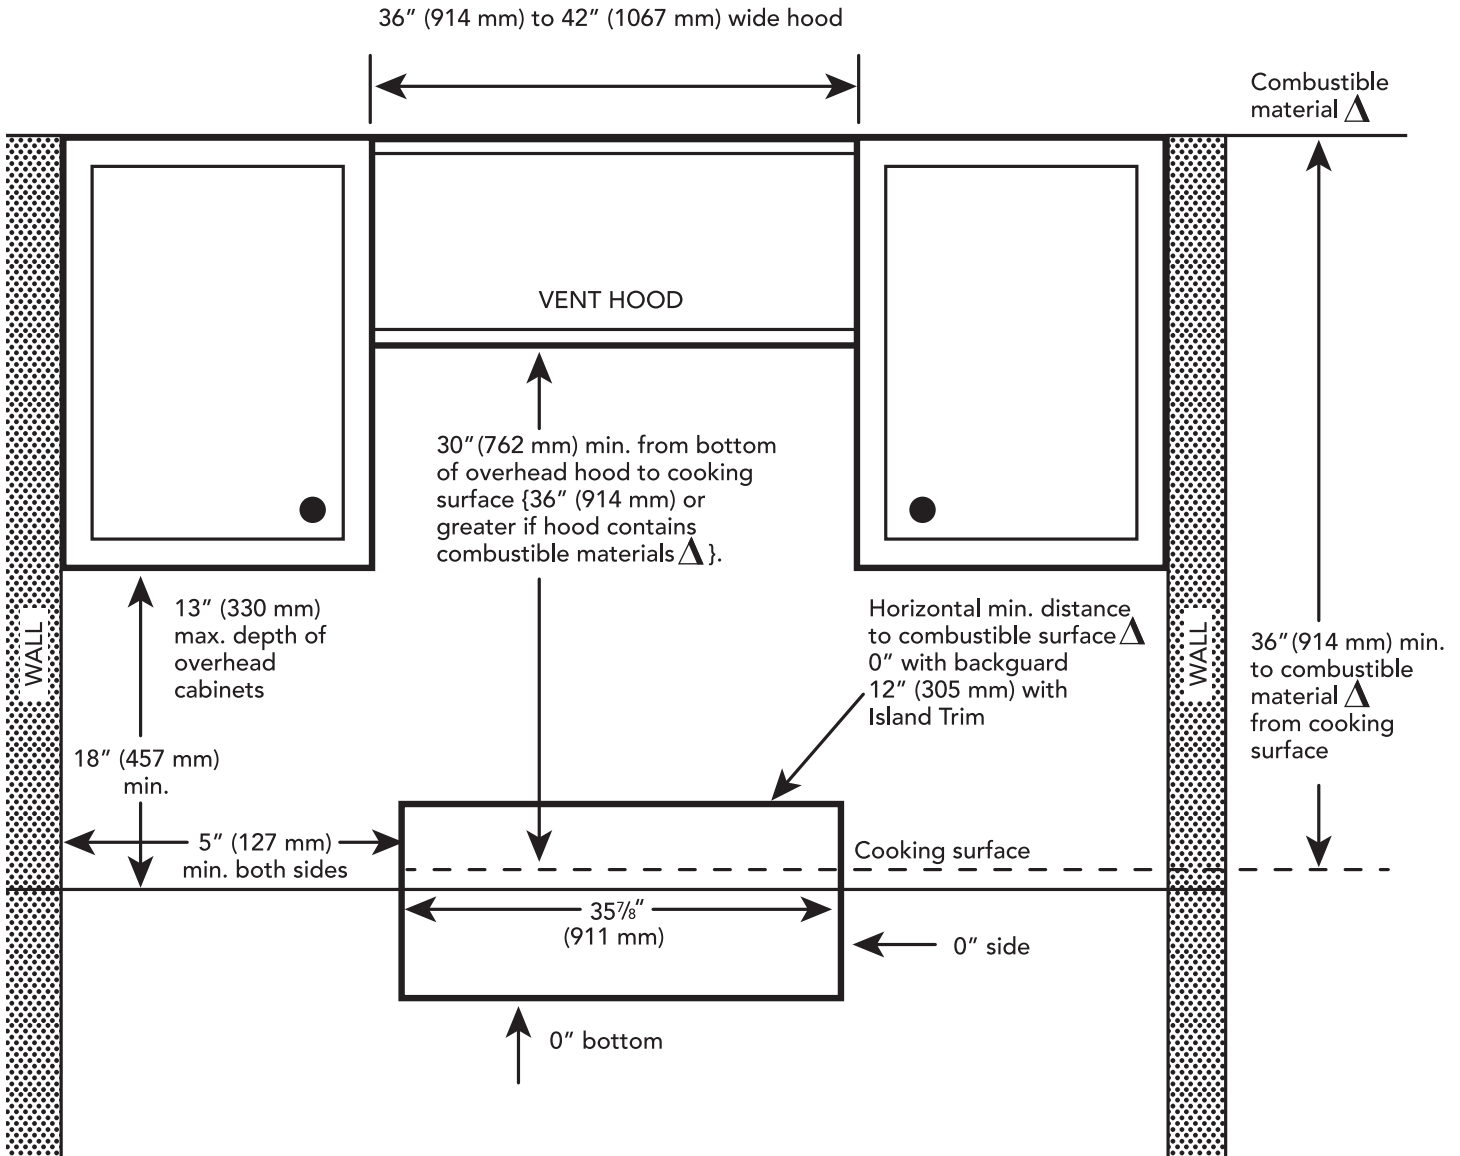 36” (914 mm) to 42” (1067 mm) wide hood
Combustible
material Δ
VENT HOOD
30” (762 mm) min. from bottom
of overhead hood to cooking
surface {36” (914 mm) or
greater if hood contains
combustible materials Δ }.
13” (330 mm)
max. depth of
overhead
cabinets
Horizontal min. distance
to combustible surface Δ
0” with backguard
12” (305 mm) with
Island Trim
WALL
WALL
36” (914 mm) min.
to combustible
material Δ
from cooking
surface
18” (457 mm)
min.
5” (127 mm)
min. both sides
Cooking surface
35⅞”
(911 mm)
0” side
0” bottom